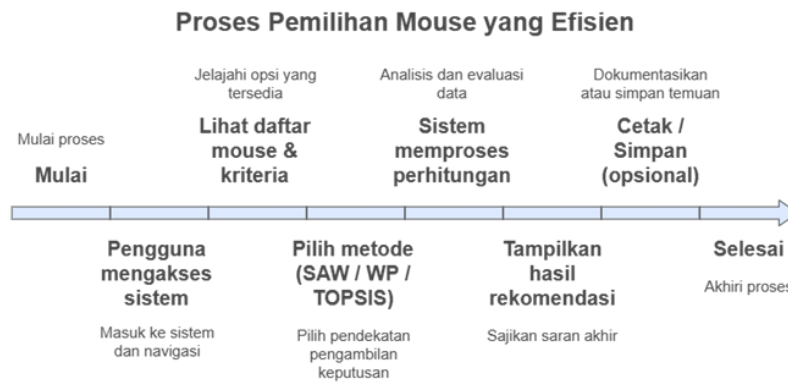 Proses Pemilihan Mouse yang Efisien
Mulai proses
Mulai
Pengguna
mengakses
sistem
Masuk ke sistem
dan navigasi
Jelajahi opsi yang
tersedia
Lihat daftar
mouse &
kriteria
Pilih metode
(SAW / WP /
TOPSIS)
Pilih pendekatan
pengambilan
keputusan
Analisis dan evaluasi
data
Sistem
memproses
perhitungan
Tampilkan
hasil
rekomendasi
Sajikan saran akhir
Dokumentasikan
atau simpan temuan
Cetak /
Simpan
(opsional)
Selesai
Akhiri proses